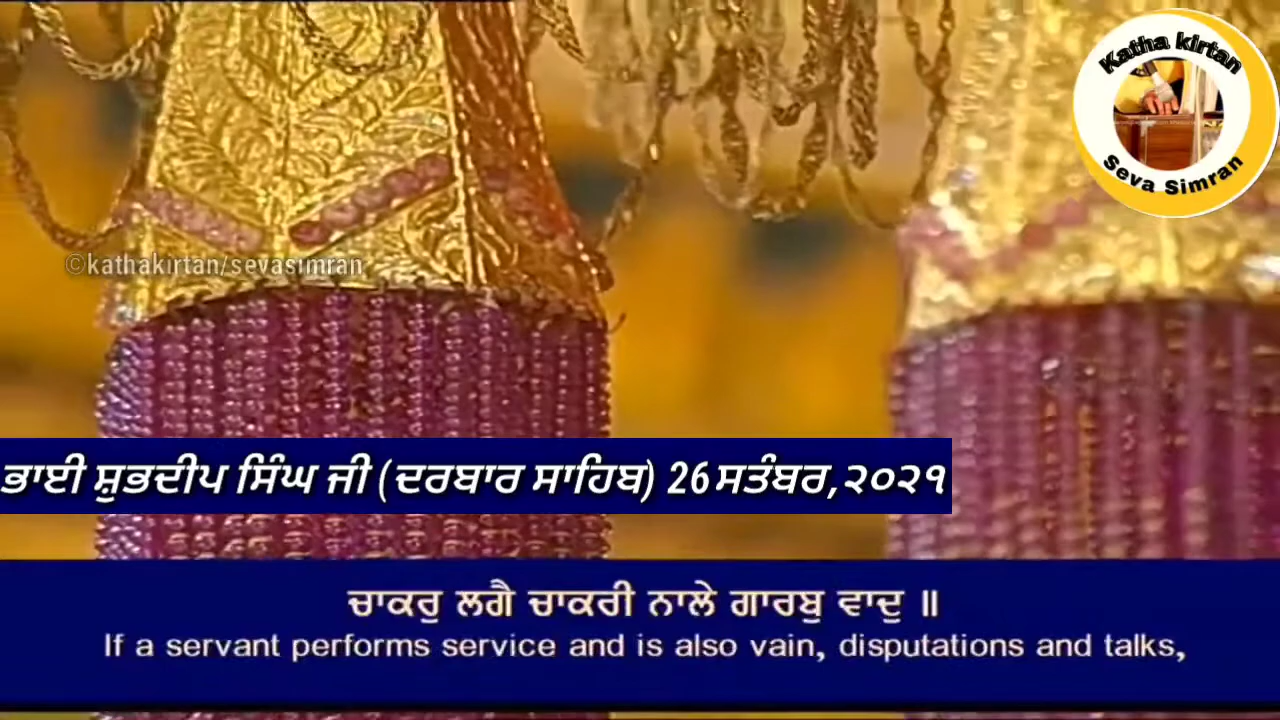 Katha kirtan
Seva Simran
©kathakirtan/sevasimran
ਭਾਈ ਸ਼ੁਭਦੀਪ ਸਿੰਘ ਜੀ (ਦਰਬਾਰ ਸਾਹਿਬ) 26 ਸਤੰਬਰ,੨੦੨੧
ਚਾਕਰੁ ਲਗੈ ਚਾਕਰੀ ਨਾਲੇ ਗਾਰਬੁ ਵਾਦੁ ॥
If a servant performs service and is also vain, disputations and talks,